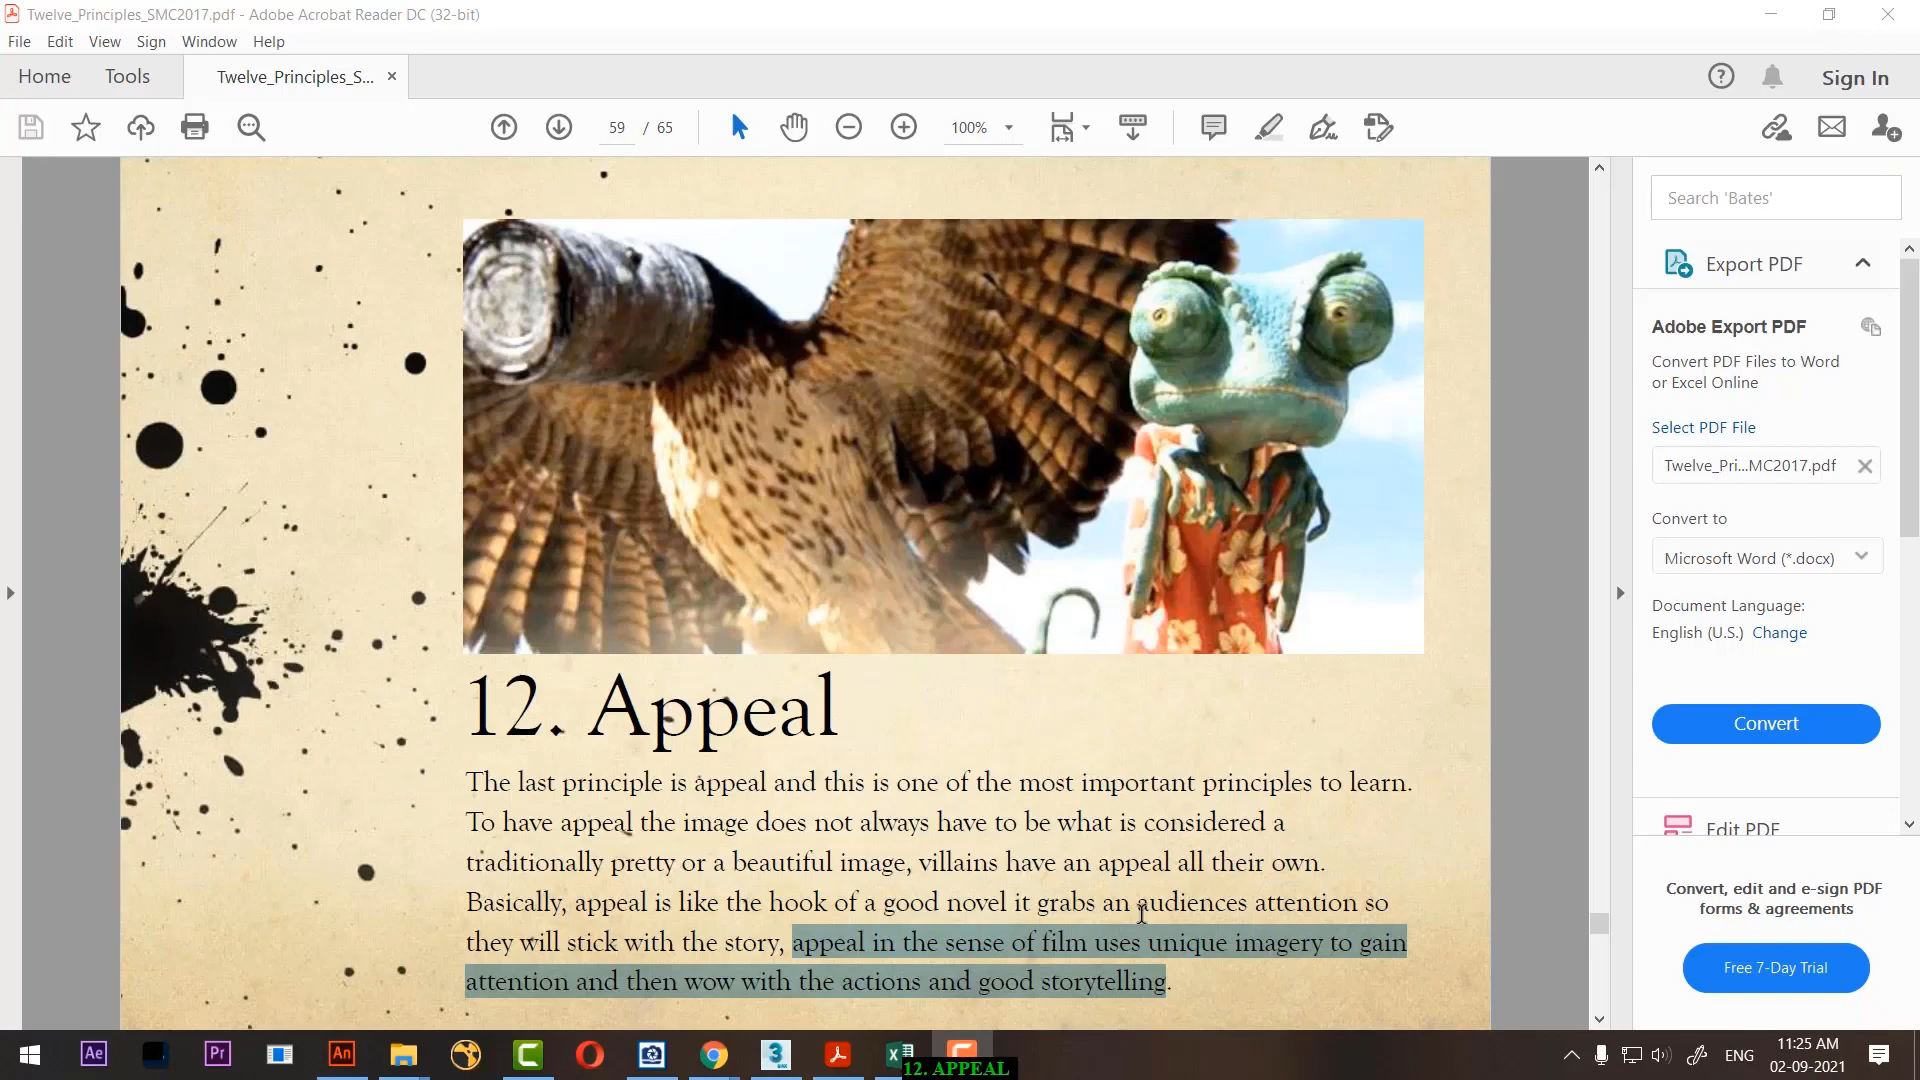 Twelve_Principles_SMC2017.pdf - Adobe Acrobat Reader DC (32-bit)
File Edit View Sign Window Help
Home Tools Twelve_Principles_S... × Sign In
59 / 65 100%
Search 'Bates'
Export PDF
Adobe Export PDF
Convert PDF Files to Word
or Excel Online
Select PDF File
Twelve_Pri...MC2017.pdf
Convert to
Microsoft Word (*.docx)
Document Language:
English (U.S.) Change
Convert
Edit PDF
Convert, edit and e-sign PDF
forms & agreements
Free 7-Day Trial
12. Appeal
The last principle is appeal and this is one of the most important principles to learn.
To have appeal the image does not always have to be what is considered a
traditionally pretty or a beautiful image, villains have an appeal all their own.
Basically, appeal is like the hook of a good novel it grabs an audiences attention so
they will stick with the story, appeal in the sense of film uses unique imagery to gain
attention and then wow with the actions and good storytelling.
Ae Pr An 3 ENG 11:25 AM
02-09-2021
12. APPEAL